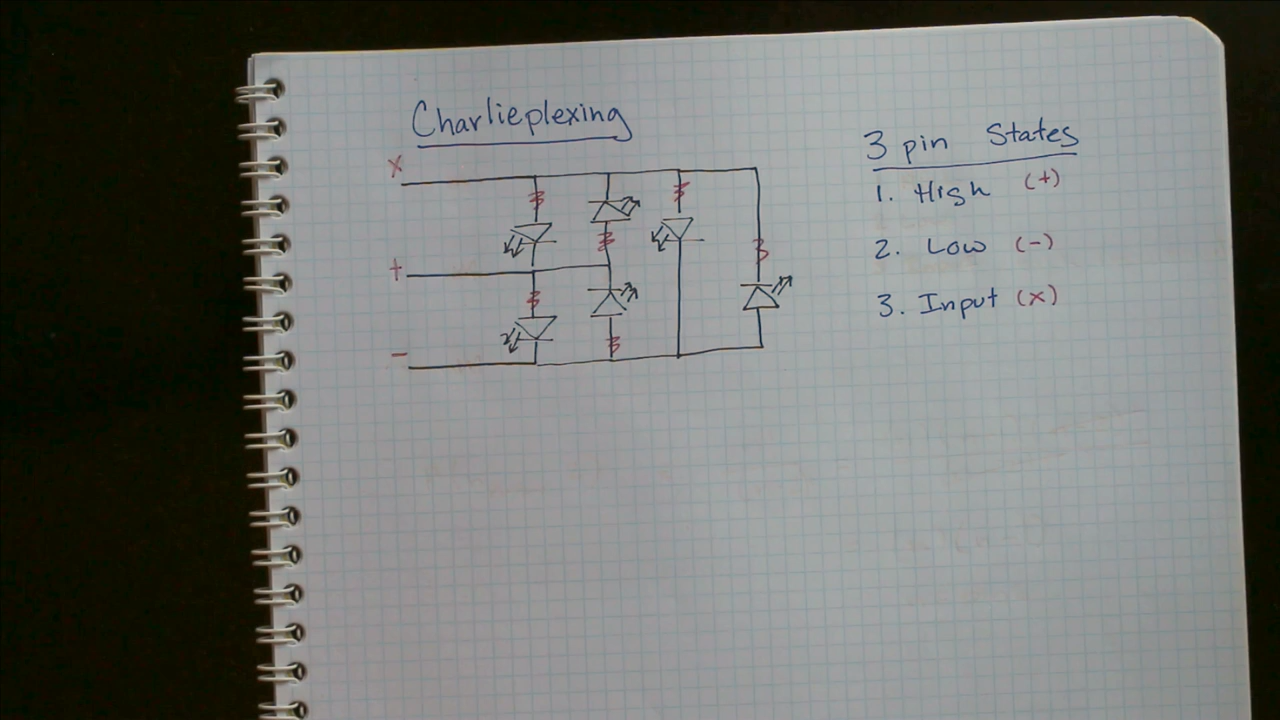 Charlieplexing
x
+
-
3 pin States
1. High (+)
2. Low (-)
3. Input (x)